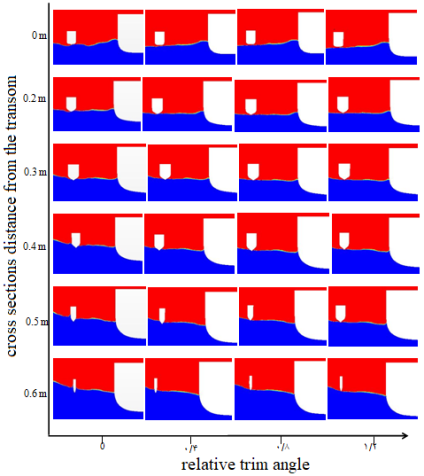 cross sections distance from the transom
0 m
0.2 m
0.3 m
0.4 m
0.5 m
0.6 m
۰ ۰/۴ ۰/۸ ۱/۲
relative trim angle